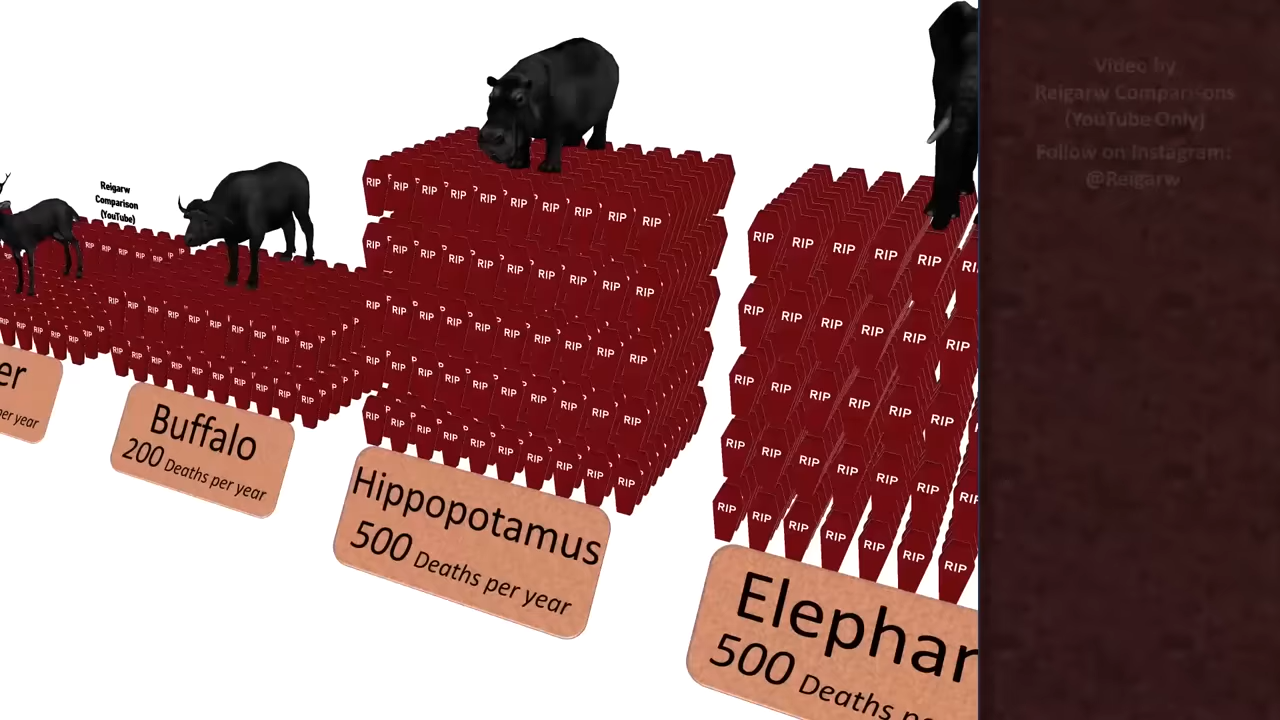 Video by
Reigarw Comparisons
(YouTube Only)
Follow on Instagram:
@Reigarw
Reigarw
Comparison
(YouTube)
er
per year
Buffalo
200 Deaths per year
Hippopotamus
500 Deaths per year
Elephan
500 Deaths pe
RIP